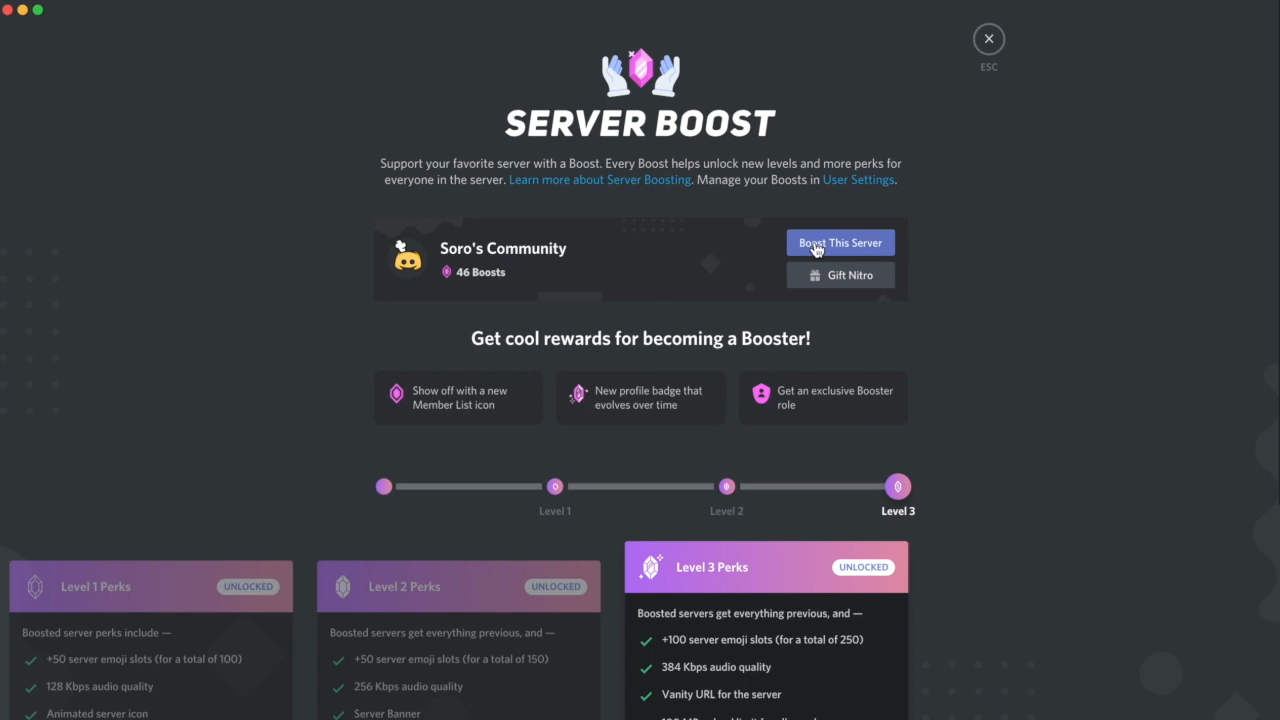 ESC
SERVER BOOST
Support your favorite server with a Boost. Every Boost helps unlock new levels and more perks for
everyone in the server. Learn more about Server Boosting. Manage your Boosts in User Settings.
Soro's Community
46 Boosts
Boost This Server
Gift Nitro
Get cool rewards for becoming a Booster!
Show off with a new
Member List icon
New profile badge that
evolves over time
Get an exclusive Booster
role
Level 1
Level 2
Level 3
Level 1 Perks
UNLOCKED
Boosted server perks include —
+50 server emoji slots (for a total of 100)
128 Kbps audio quality
Animated server icon
Level 2 Perks
UNLOCKED
Boosted servers get everything previous, and —
+50 server emoji slots (for a total of 150)
256 Kbps audio quality
Server Banner
Level 3 Perks
UNLOCKED
Boosted servers get everything previous, and —
+100 server emoji slots (for a total of 250)
384 Kbps audio quality
Vanity URL for the server